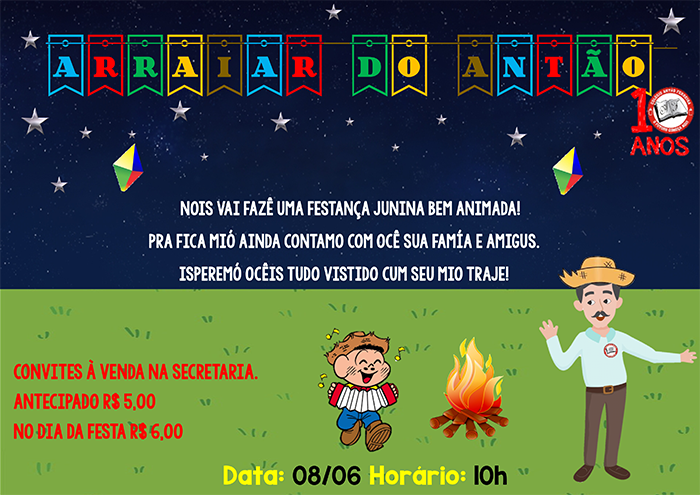 ARRAIAR DO ANTÃO
10
ANOS
NOIS VAI FAZÊ UMA FESTANÇA JUNINA BEM ANIMADA!
PRA FICA MIÓ AINDA CONTAMO COM OCÊ SUA FAMÍA E AMIGUS.
ISPEREMÓ OCÊIS TUDO VISTIDO CUM SEU MIO TRAJE!
CONVITES À VENDA NA SECRETARIA.
ANTECIPADO R$ 5,00
NO DIA DA FESTA R$ 6,00
Data: 08/06 Horário: 10h